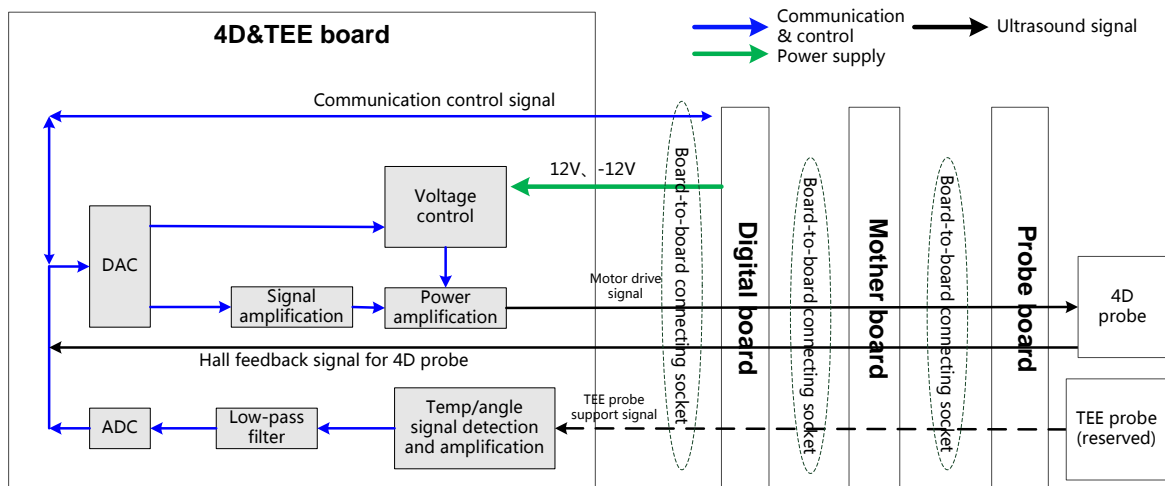 4D&TEE board
Communication
& control
Ultrasound signal
Power supply
Communication control signal
12V、-12V
Voltage
control
DAC
Signal
amplification
Power
amplification
Motor drive
signal
4D
probe
Hall feedback signal for 4D probe
ADC
Low-pass
filter
Temp/angle
signal detection
and amplification
TEE probe
support signal
TEE probe
(reserved)
Board-to-board connecting socket
Digital board
Board-to-board connecting socket
Mother board
Board-to-board connecting socket
Probe board